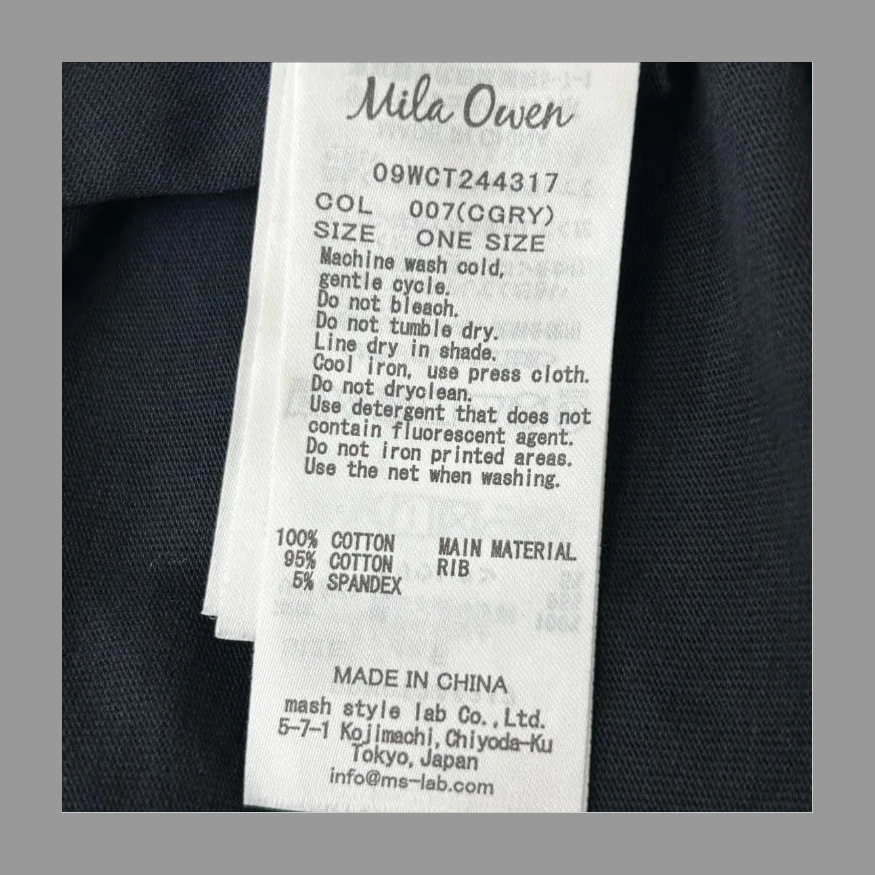 Mila Owen
09WCT244317
COL 007(CGRY)
SIZE ONE SIZE
Machine wash cold,
gentle cycle.
Do not bleach.
Do not tumble dry.
Line dry in shade.
Cool iron, use press cloth.
Do not dryclean.
Use detergent that does not
contain fluorescent agent.
Do not iron printed areas.
Use the net when washing.
100% COTTON MAIN MATERIAL
95% COTTON RIB
5% SPANDEX
MADE IN CHINA
mash style lab Co.,Ltd.
5-7-1 Kojimachi,Chiyoda-Ku
Tokyo, Japan
info@ms-lab.com